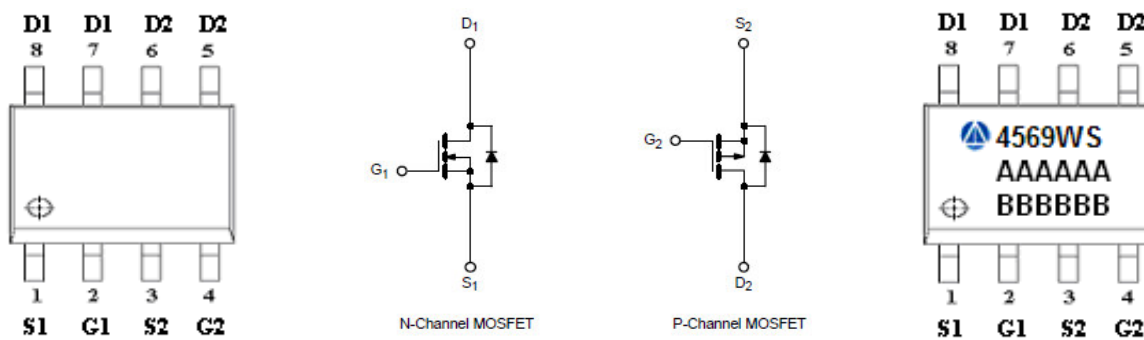 D1 D1 D2 D2
8 7 6 5
1 2 3 4
S1 G1 S2 G2
D1
G1
S1
N-Channel MOSFET
S2
G2
D2
P-Channel MOSFET
D1 D1 D2 D2
8 7 6 5
4569WS
AAAAAA
BBBBBB
1 2 3 4
S1 G1 S2 G2